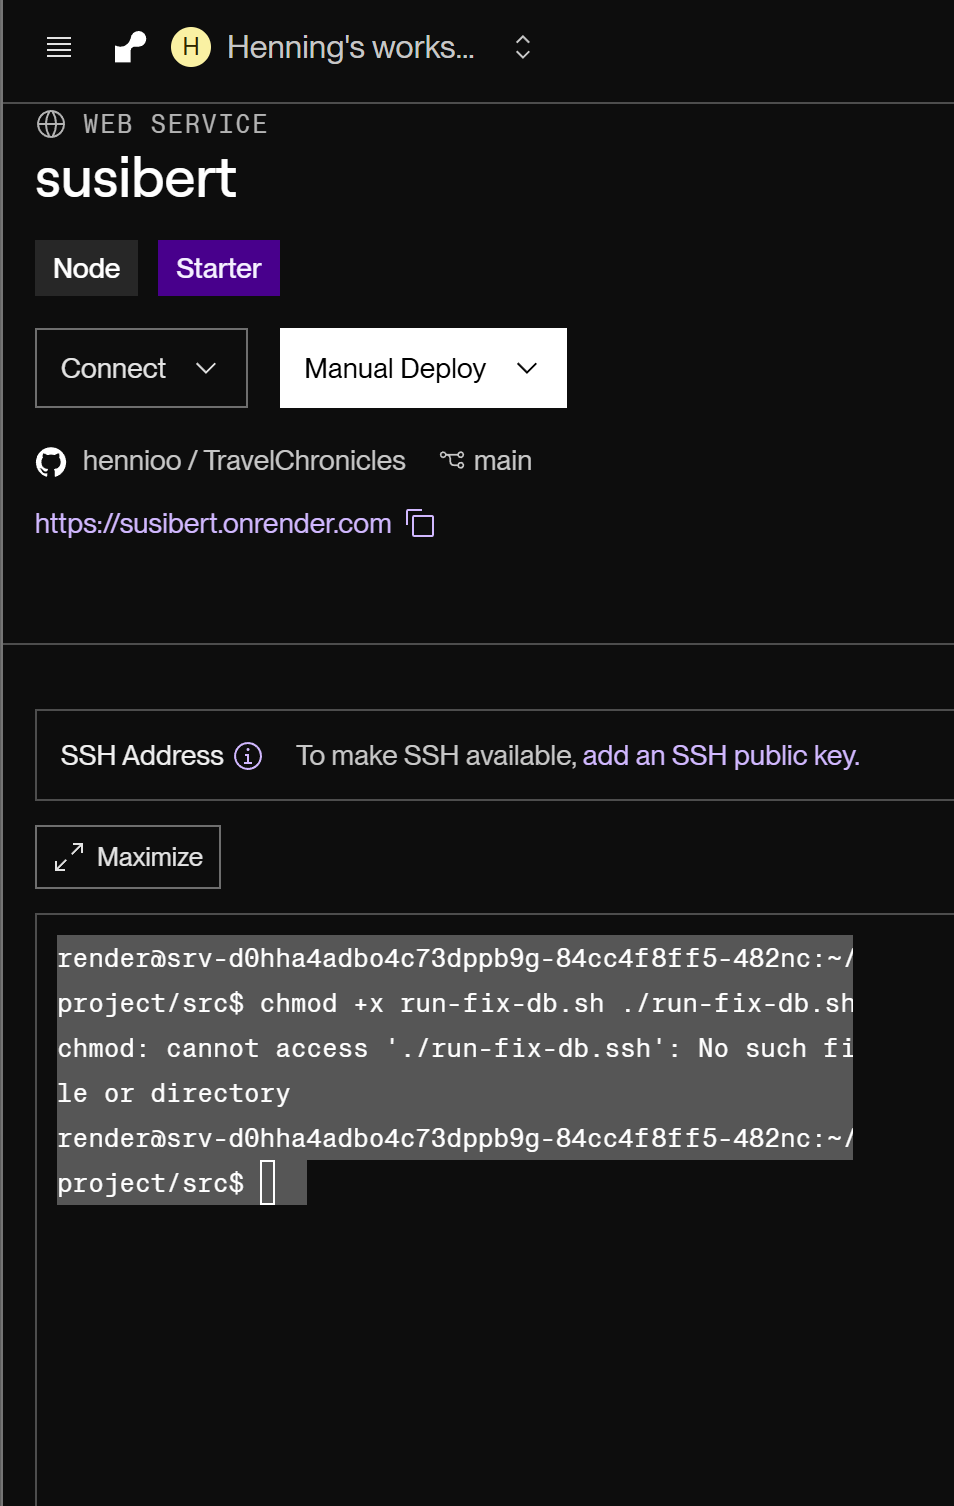 H Henning's works...
WEB SERVICE
susibert
Node Starter
Connect Manual Deploy
hennioo / TravelChronicles main
https://susibert.onrender.com
SSH Address To make SSH available, add an SSH public key.
Maximize
render@srv-d0hha4adbo4c73dppb9g-84cc4f8ff5-482nc:~/
project/src$ chmod +x run-fix-db.sh ./run-fix-db.sh
chmod: cannot access './run-fix-db.ssh': No such fi
le or directory
render@srv-d0hha4adbo4c73dppb9g-84cc4f8ff5-482nc:~/
project/src$